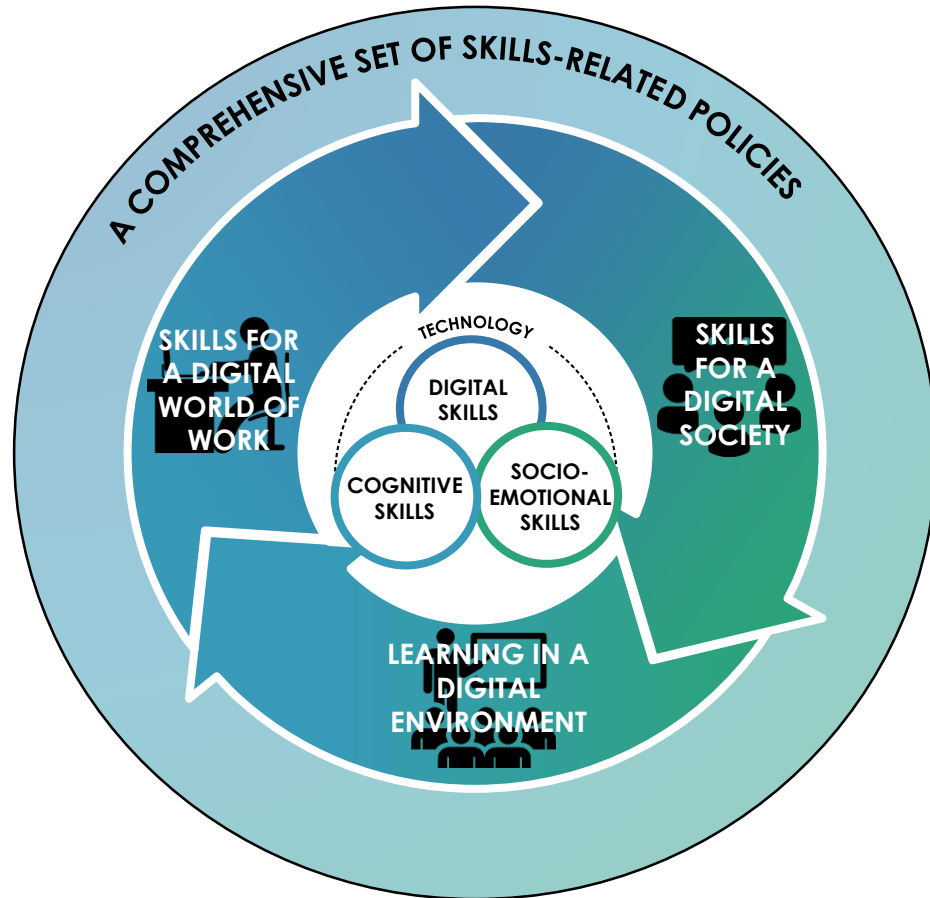 A COMPREHENSIVE SET OF SKILLS-RELATED POLICIES
SKILLS FOR
A DIGITAL
WORLD OF
WORK
TECHNOLOGY
DIGITAL
SKILLS
COGNITIVE
SKILLS
SOCIO-
EMOTIONAL
SKILLS
SKILLS
FOR A
DIGITAL
SOCIETY
LEARNING IN A
DIGITAL
ENVIRONMENT